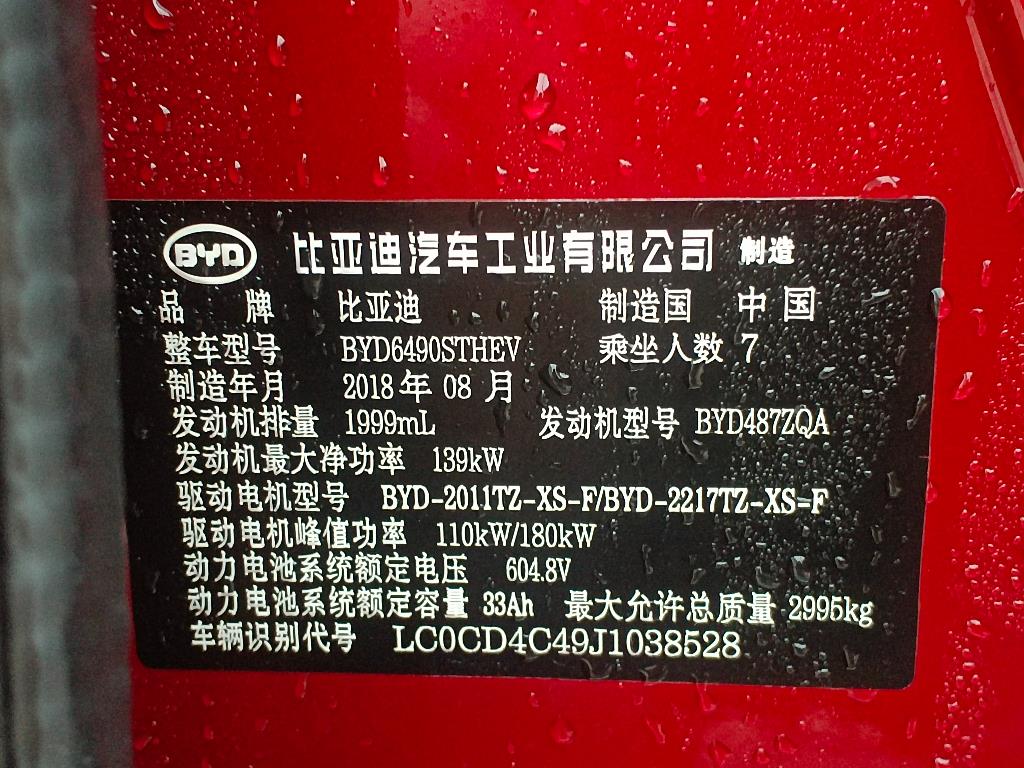 BYD 比亚迪汽车工业有限公司 制造
品 牌 比亚迪 制造国 中国
整车型号 BYD6490STHEV 乘坐人数 7
制造年月 2018年08月
发动机排量 1999mL 发动机型号 BYD487ZQA
发动机最大净功率 139kW
驱动电机型号 BYD-2011TZ-XS-F/BYD-2217TZ-XS-F
驱动电机峰值功率 110kW/180kW
动力电池系统额定电压 604.8V
动力电池系统额定容量 33Ah 最大允许总质量 2995kg
车辆识别代号 LC0CD4C49J1038528